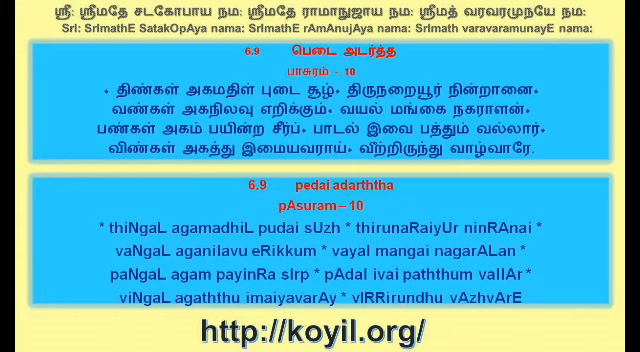 ஸ்ரீ: ஸ்ரீமதே சடகோபாய நம: ஸ்ரீமதே ராமாநுஜாய நம: ஸ்ரீமத் வரவரமுநயே நம:
SrI: SrImathE SatakOpAya nama: SrImathE rAmAnujAya nama: SrImath varavaramunayE nama:
6.9 பெடை அடர்த்த
பாசுரம் - 10
* திண்கள் அகமதிள் புடை சூழ்* திருநறையூர் நின்றானை*
வண்கள் அகநிலவு எறிக்கும்* வயல் மங்கை நகராளன்*
பண்கள் அகம் பயின்ற சீர்ப்* பாடல் இவை பத்தும் வல்லார்*
விண்கள் அகத்து இமையவராய்* வீற்றிருந்து வாழ்வாரே.
6.9 pedai adarththa
pAsuram – 10
* thiNgaL agamadhiL pudai sUzh * thirunaRaiyUr ninRAnai *
vaNgaL aganilavu eRikkum * vayal mangai nagarALan *
paNgaL agam payinRa sIrp * pAdal ivai paththum vallAr *
viNgaL agaththu imaiyavarAy * vIRRirundhu vAzhvArE
http://koyil.org/